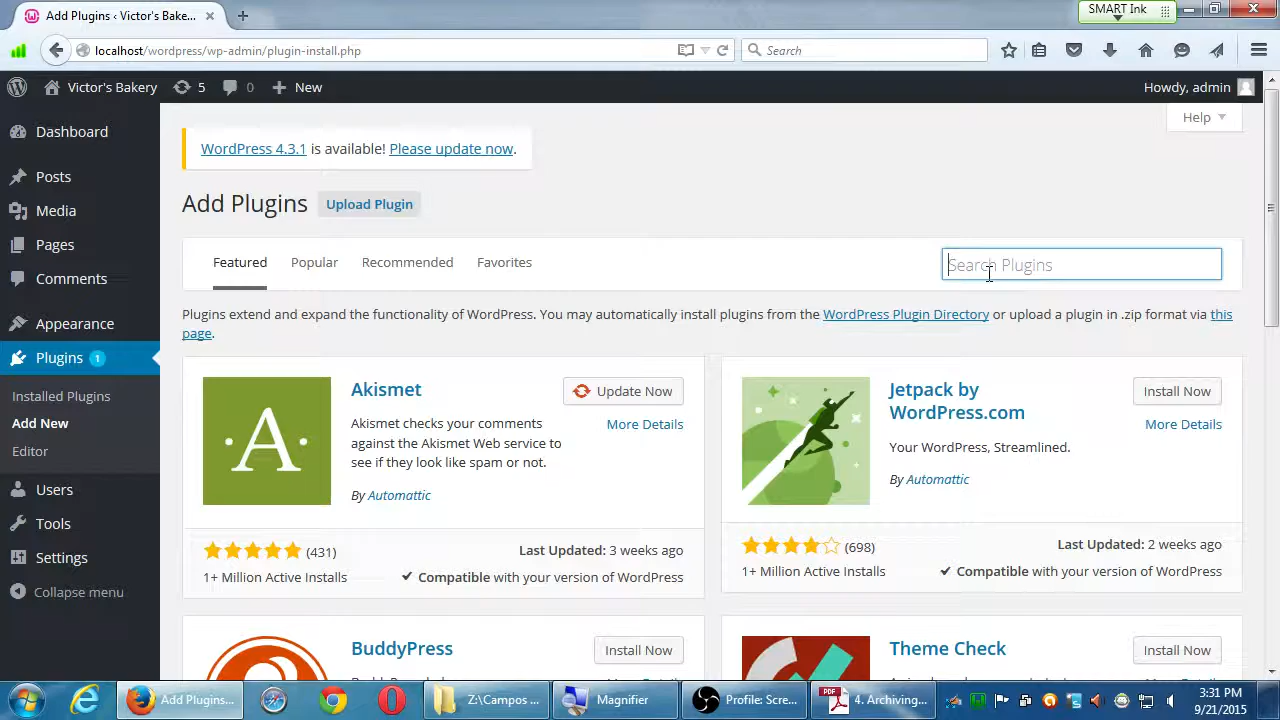 Add Plugins ‹ Victor's Bake...
SMART Ink
localhost/wordpress/wp-admin/plugin-install.php
Search
Victor's Bakery
5
0
New
Howdy, admin
Help
Dashboard
Posts
Media
Pages
Comments
Appearance
Plugins 1
Installed Plugins
Add New
Editor
Users
Tools
Settings
Collapse menu
WordPress 4.3.1 is available! Please update now.
Add Plugins
Upload Plugin
Featured
Popular
Recommended
Favorites
Search Plugins
Plugins extend and expand the functionality of WordPress. You may automatically install plugins from the WordPress Plugin Directory or upload a plugin in .zip format via this
page.
A
Akismet
Update Now
More Details
Akismet checks your comments
against the Akismet Web service to
see if they look like spam or not.
By Automattic
(431)
Last Updated: 3 weeks ago
1+ Million Active Installs
Compatible with your version of WordPress
Jetpack by
WordPress.com
Install Now
More Details
Your WordPress, Streamlined.
By Automattic
(698)
Last Updated: 2 weeks ago
1+ Million Active Installs
Compatible with your version of WordPress
BuddyPress
Install Now
Theme Check
Install Now
Add Plugins...
Z:\Campos ...
Magnifier
Profile: Scre...
PDF
4. Archiving...
3:31 PM
9/21/2015